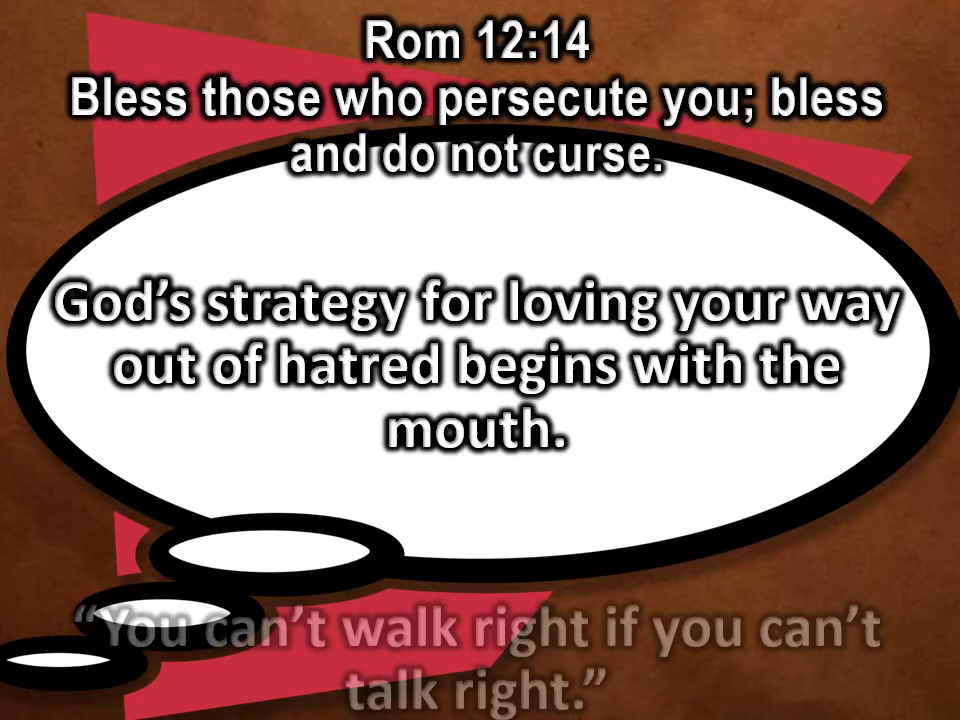 Rom 12:14
Bless those who persecute you; bless
and do not curse.
God’s strategy for loving your way
out of hatred begins with the
mouth.
“You can’t walk right if you can’t
talk right.”